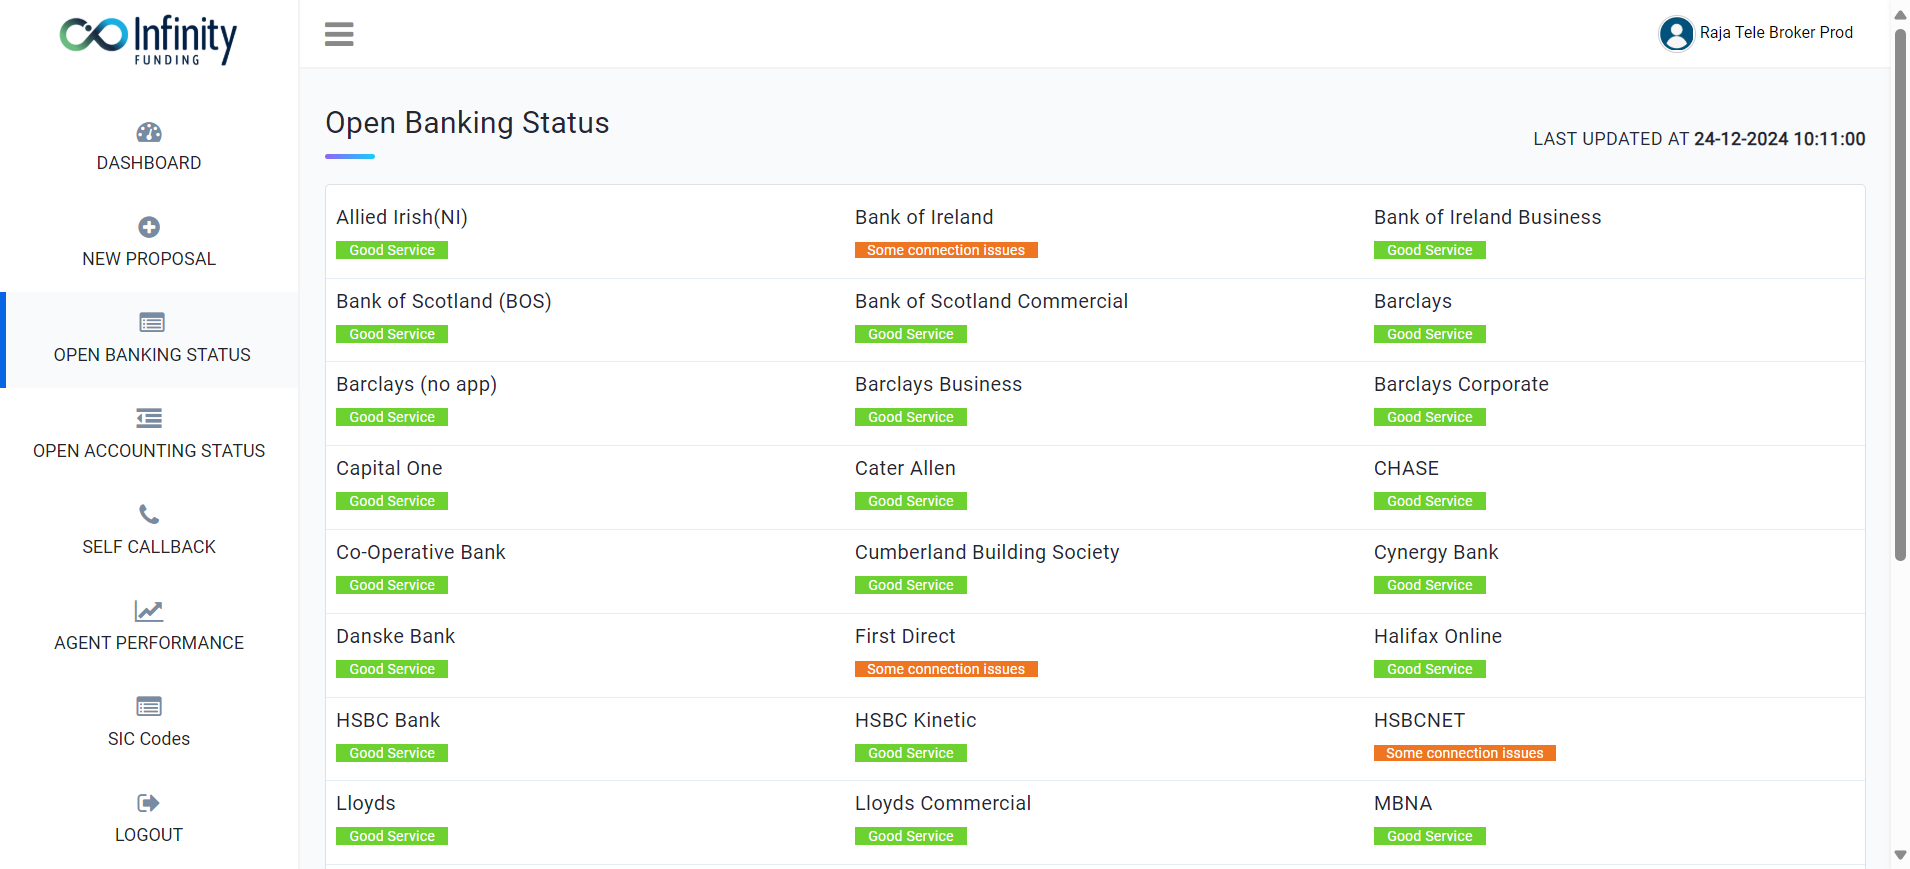 Infinity
FUNDING
Raja Tele Broker Prod
DASHBOARD
NEW PROPOSAL
OPEN BANKING STATUS
OPEN ACCOUNTING STATUS
SELF CALLBACK
AGENT PERFORMANCE
SIC Codes
LOGOUT
Open Banking Status
LAST UPDATED AT 24-12-2024 10:11:00
Allied Irish(NI)
Good Service
Bank of Ireland
Some connection issues
Bank of Ireland Business
Good Service
Bank of Scotland (BOS)
Good Service
Bank of Scotland Commercial
Good Service
Barclays
Good Service
Barclays (no app)
Good Service
Barclays Business
Good Service
Barclays Corporate
Good Service
Capital One
Good Service
Cater Allen
Good Service
CHASE
Good Service
Co-Operative Bank
Good Service
Cumberland Building Society
Good Service
Cynergy Bank
Good Service
Danske Bank
Good Service
First Direct
Some connection issues
Halifax Online
Good Service
HSBC Bank
Good Service
HSBC Kinetic
Good Service
HSBCNET
Some connection issues
Lloyds
Good Service
Lloyds Commercial
Good Service
MBNA
Good Service